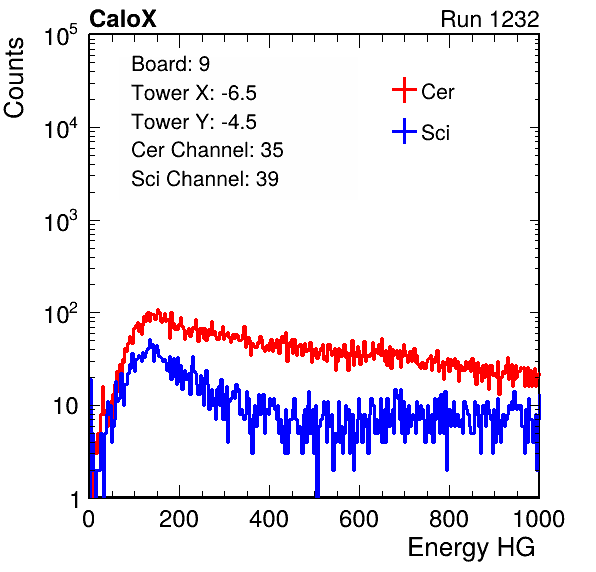 CaloX Run 1232
Counts
10^5
10^4
10^3
10^2
10
1
Board: 9
Tower X: -6.5
Tower Y: -4.5
Cer Channel: 35
Sci Channel: 39
Cer
Sci
0 200 400 600 800 1000
Energy HG